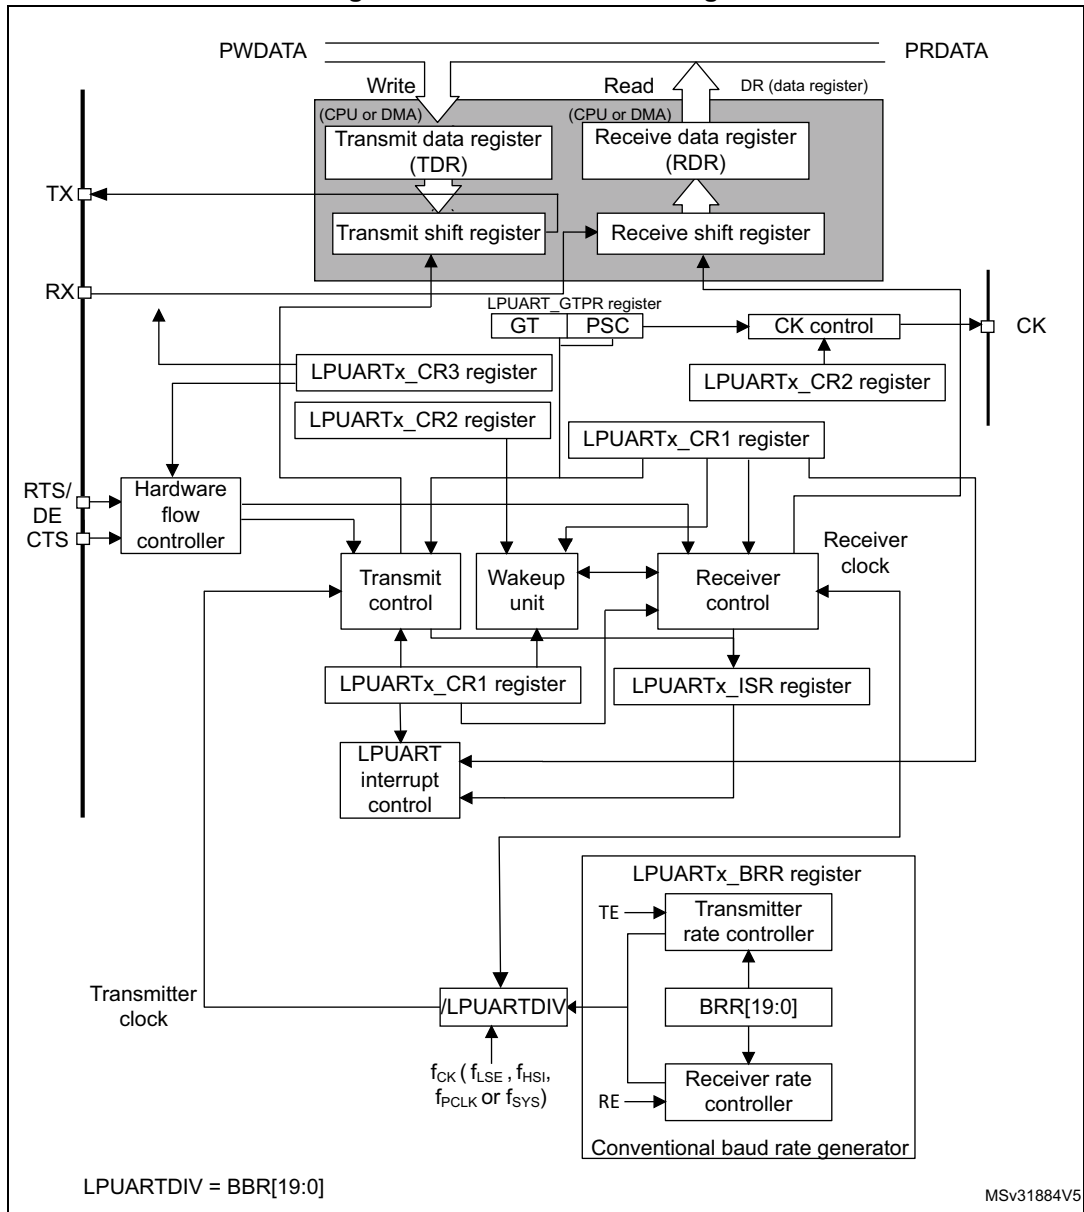 PWDATA
PRDATA
Write
Read
DR (data register)
(CPU or DMA)
(CPU or DMA)
Transmit data register
(TDR)
Receive data register
(RDR)
TX
Transmit shift register
Receive shift register
RX
LPUART_GTPR register
GT
PSC
CK control
CK
LPUARTx_CR3 register
LPUARTx_CR2 register
LPUARTx_CR2 register
LPUARTx_CR1 register
RTS/
DE
CTS
Hardware
flow
controller
Receiver
clock
Transmit
control
Wakeup
unit
Receiver
control
LPUARTx_CR1 register
LPUARTx_ISR register
LPUART
interrupt
control
LPUARTx_BRR register
TE
Transmitter
rate controller
Transmitter
clock
/LPUARTDIV
BRR[19:0]
fCK ( fLSE , fHSI,
fPCLK or fSYS)
RE
Receiver rate
controller
Conventional baud rate generator
LPUARTDIV = BBR[19:0]
MSv31884V5